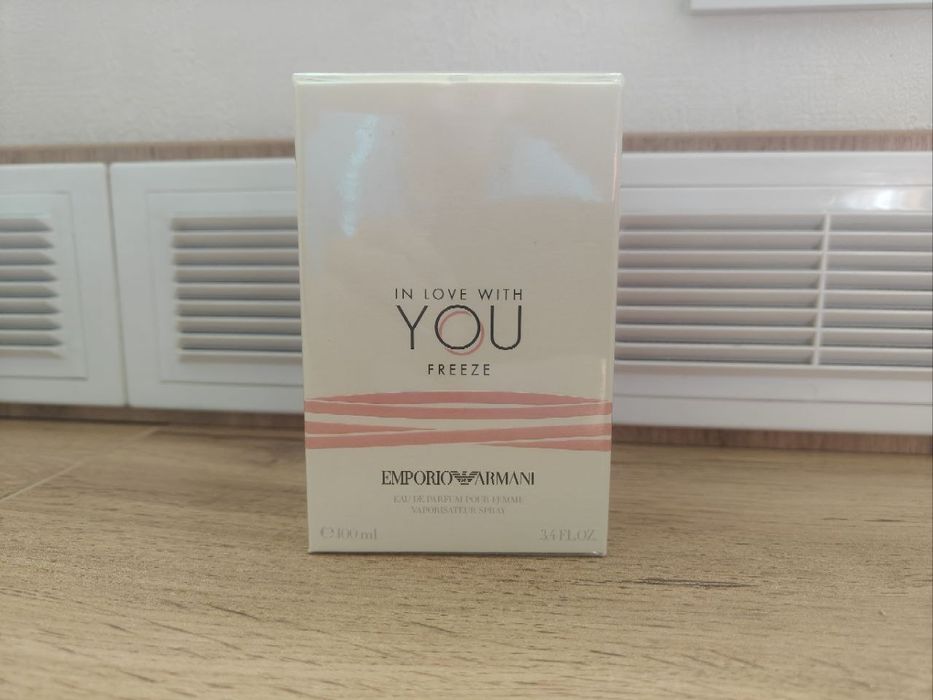 IN LOVE WITH
YOU
FREEZE
EMPORIO ARMANI
EAU DE PARFUM POUR FEMME
VAPORISATEUR SPRAY
℮ 100 ml 3.4 FL.OZ.